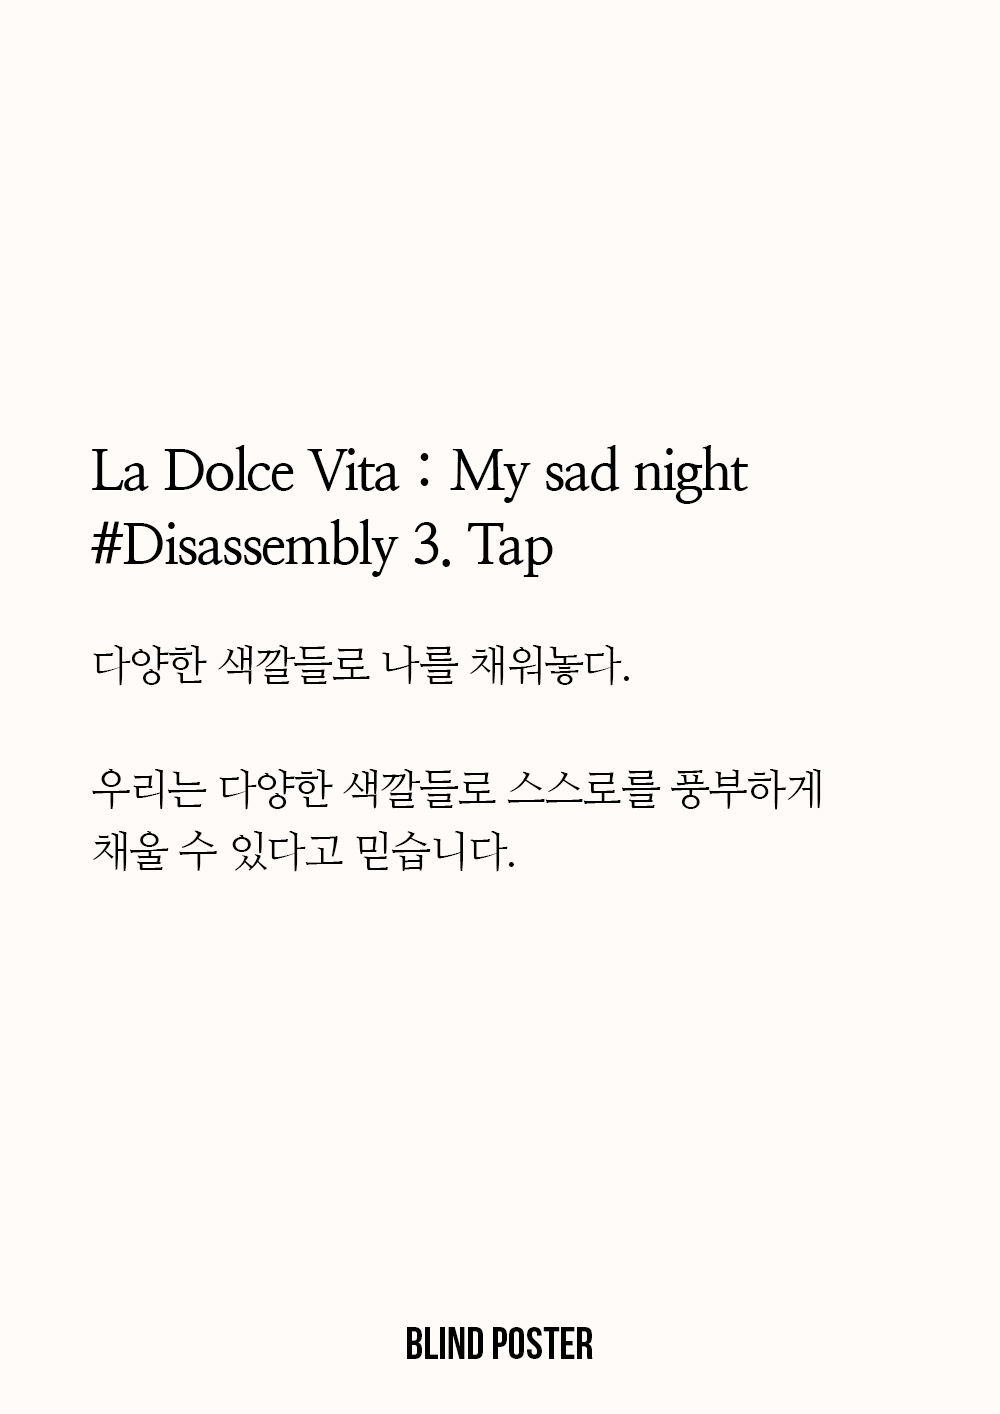 La Dolce Vita : My sad night
#Disassembly 3. Tap
다양한 색깔들로 나를 채워놓다.
우리는 다양한 색깔들로 스스로를 풍부하게
채울 수 있다고 믿습니다.
BLIND POSTER